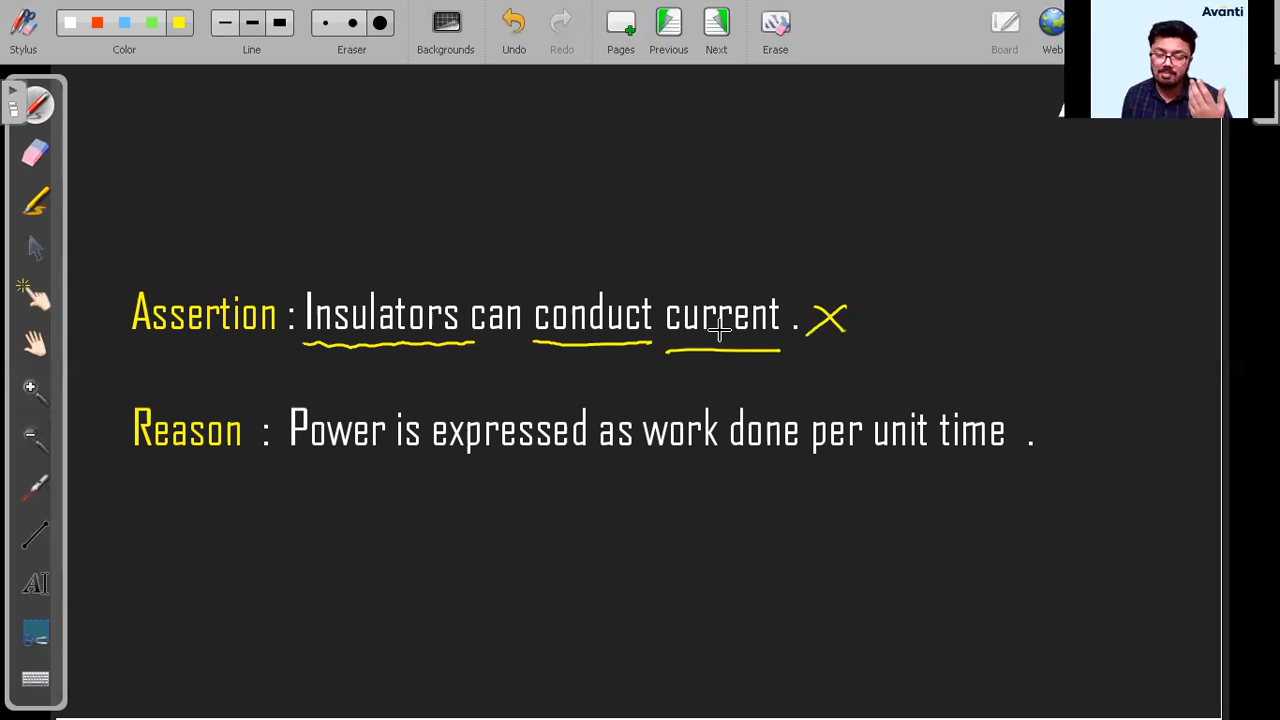 Avanti
Stylus Color Line Eraser Backgrounds Undo Redo Pages Previous Next Erase Board Web
Assertion : Insulators can conduct current . X
Reason : Power is expressed as work done per unit time .
AI